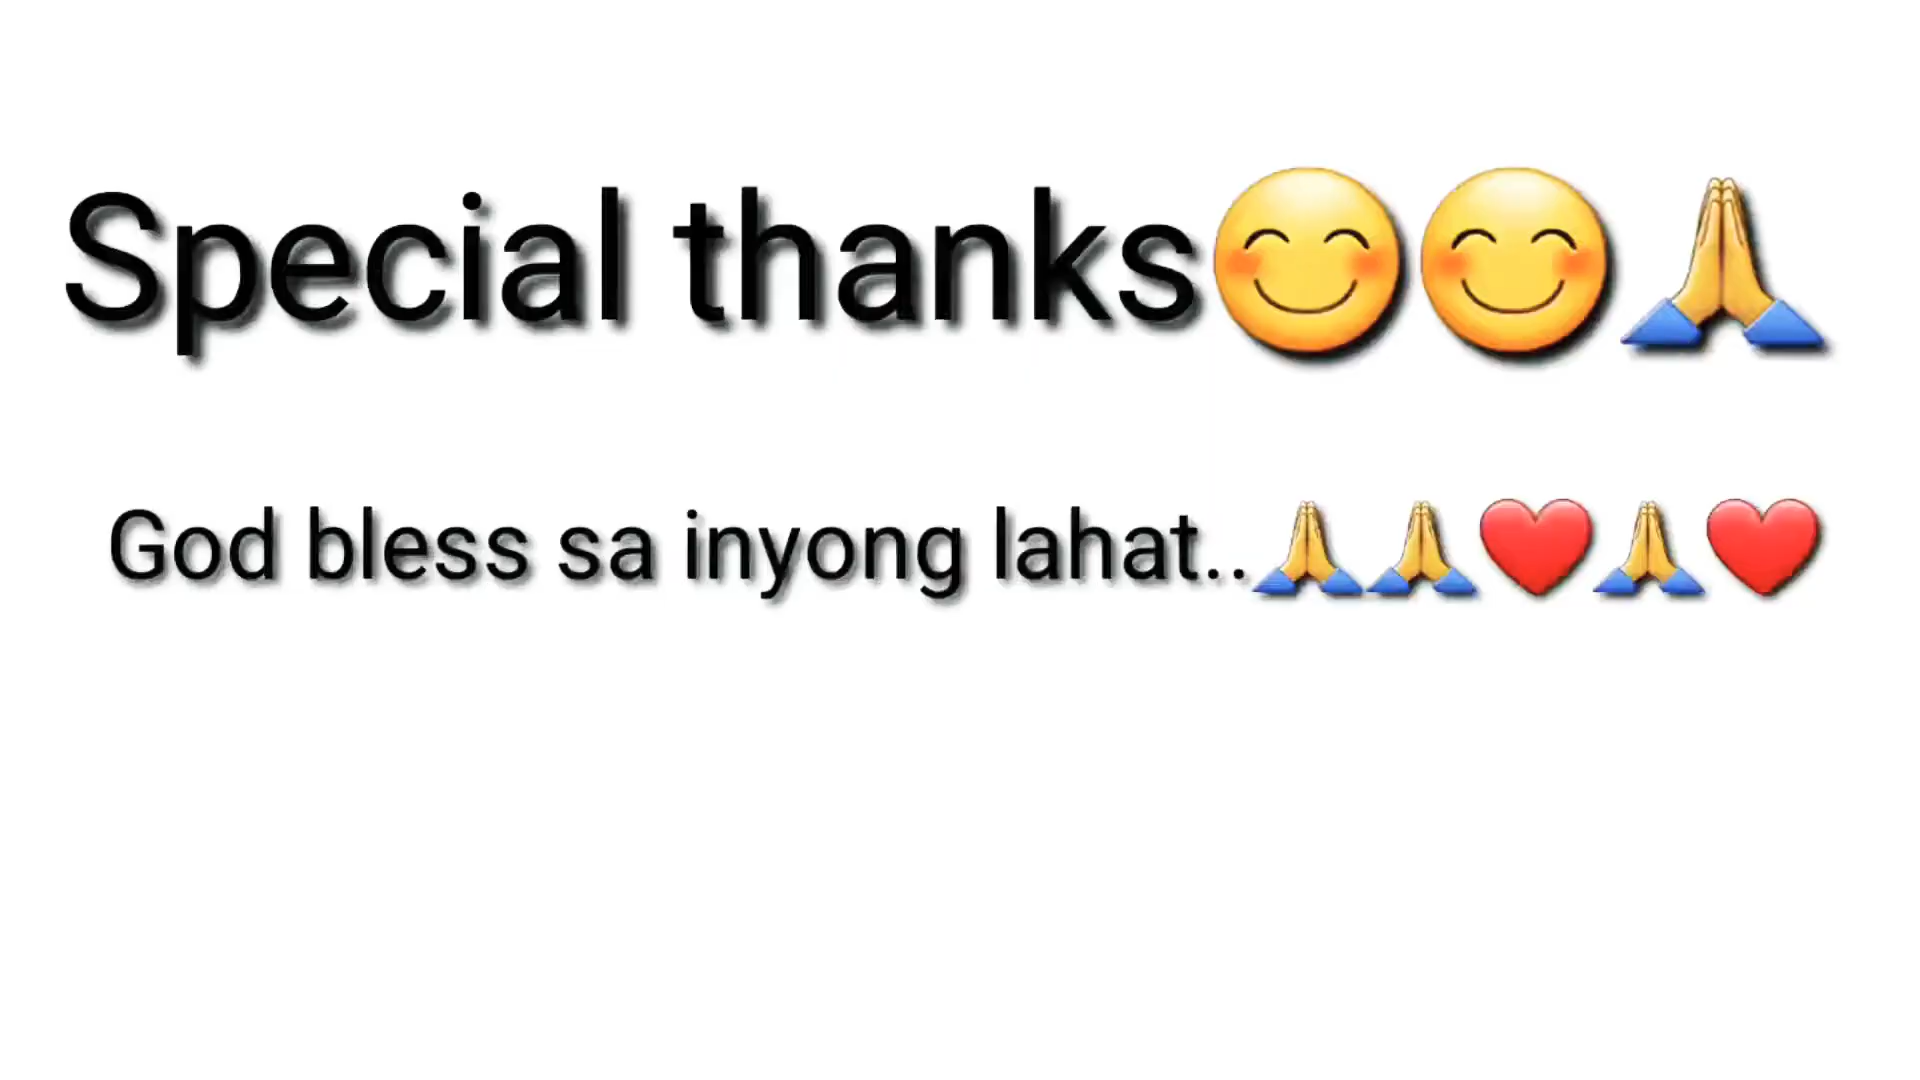 Special thanks😊😊🙏
God bless sa inyong lahat..🙏🙏❤️🙏❤️